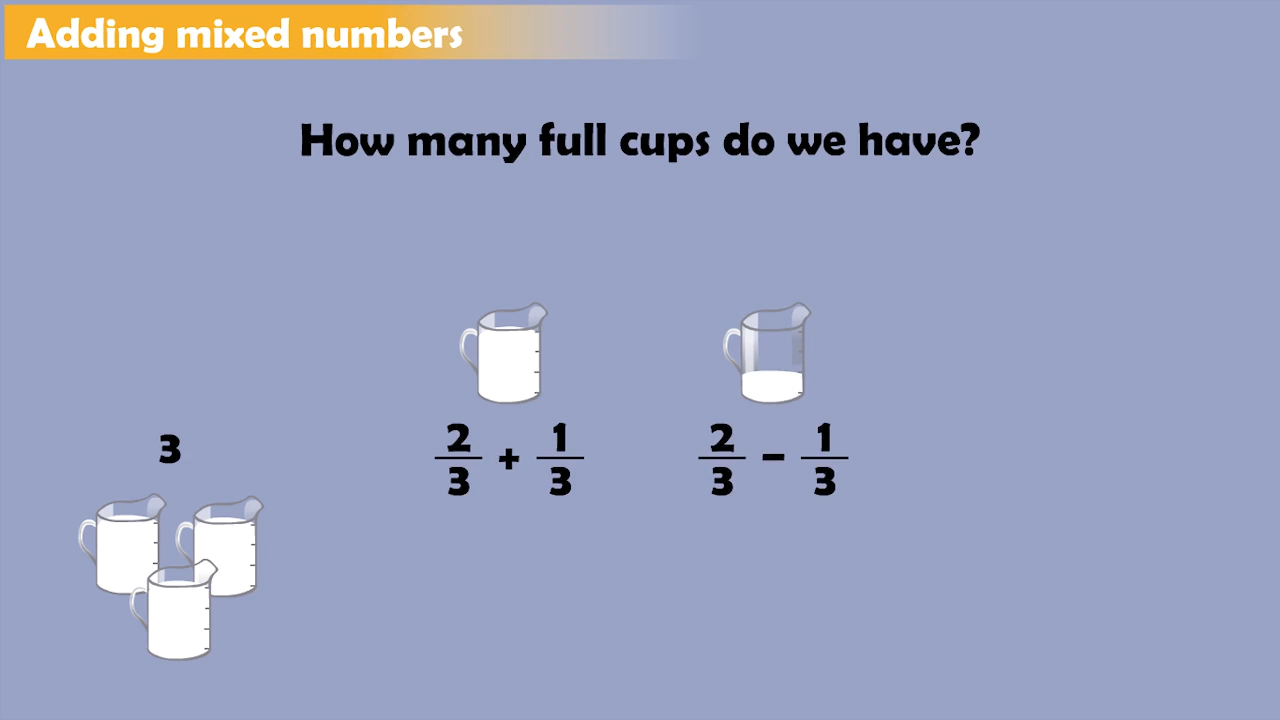 Adding mixed numbers
How many full cups do we have?
3
2/3 + 1/3
2/3 − 1/3